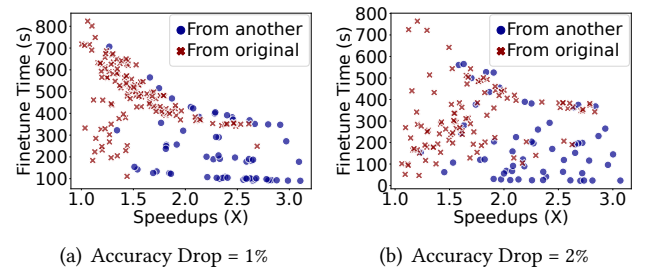 From another
From original
Finetune Time (s)
800
700
600
500
400
300
200
100
1.0 1.5 2.0 2.5 3.0
Speedups (X)
(a) Accuracy Drop = 1%
From another
From original
Finetune Time (s)
800
700
600
500
400
300
200
100
0
1.0 1.5 2.0 2.5 3.0
Speedups (X)
(b) Accuracy Drop = 2%